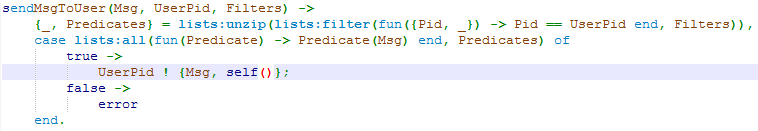 sendMsgToUser(Msg, UserPid, Filters) ->
{_, Predicates} = lists:unzip(lists:filter(fun({Pid, _}) -> Pid == UserPid end, Filters)),
case lists:all(fun(Predicate) -> Predicate(Msg) end, Predicates) of
true ->
UserPid ! {Msg, self()};
false ->
error
end.